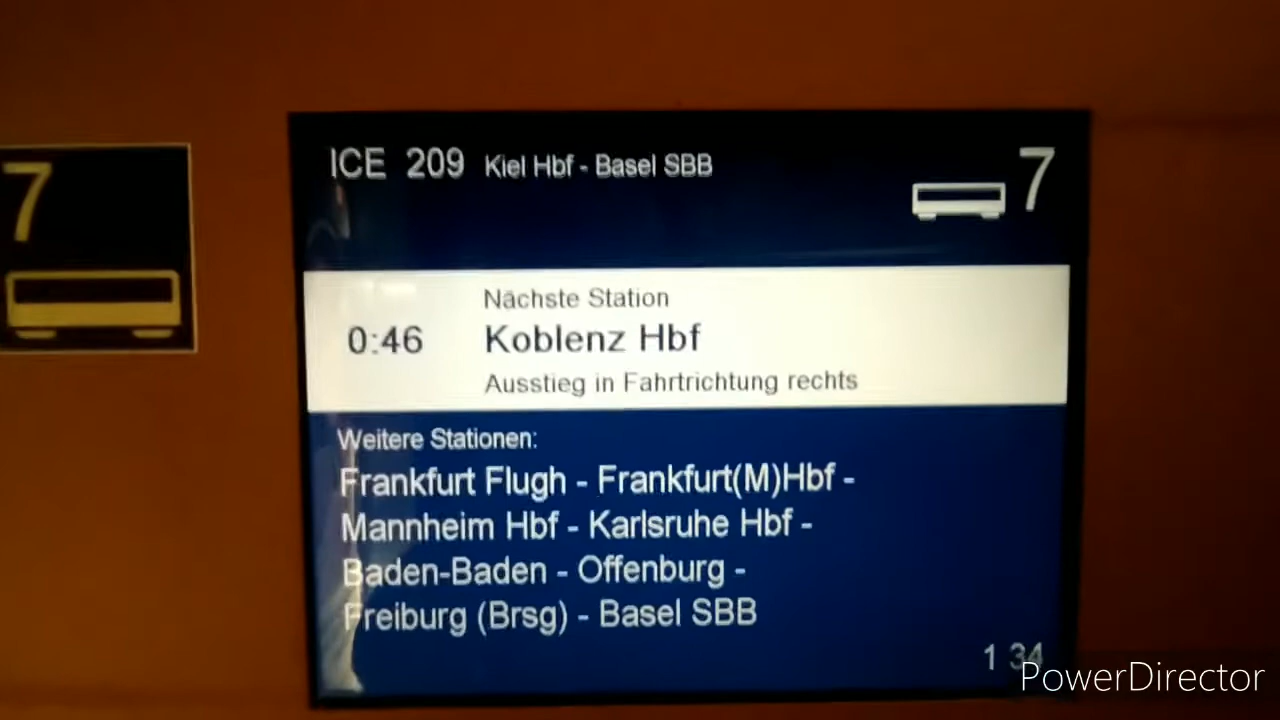 7
ICE 209 Kiel Hbf - Basel SBB
7
Nächste Station
0:46 Koblenz Hbf
Ausstieg in Fahrtrichtung rechts
Weitere Stationen:
Frankfurt Flugh - Frankfurt(M)Hbf -
Mannheim Hbf - Karlsruhe Hbf -
Baden-Baden - Offenburg -
Freiburg (Brsg) - Basel SBB
1 34
PowerDirector